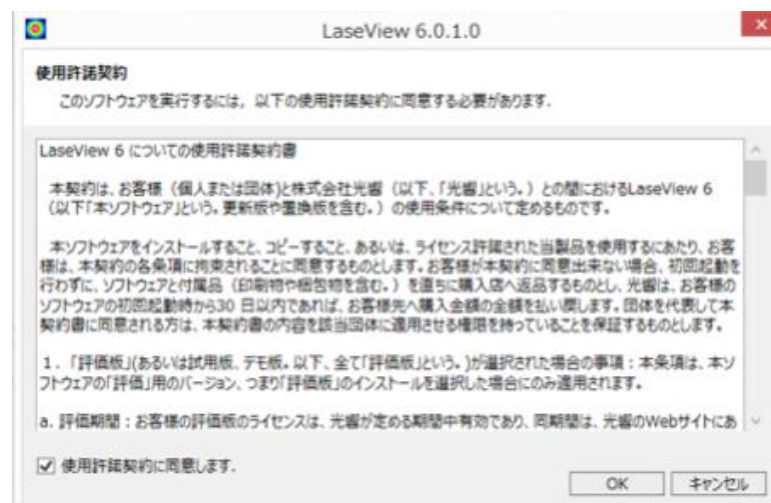 LaseView 6.0.1.0
使用許諾契約
このソフトウェアを実行するには，以下の使用許諾契約に同意する必要があります．
LaseView 6 についての使用許諾契約書
本契約は、お客様（個人または団体)と株式会社光響（以下、「光響」という。）との間におけるLaseView 6
（以下「本ソフトウェア」という。更新版や置換版を含む。）の使用条件について定めるものです。
本ソフトウェアをインストールすること、コピーすること、あるいは、ライセンス許諾された当製品を使用するにあたり、お客
様は、本契約の各条項に拘束されることに同意するものとします。お客様が本契約に同意出来ない場合、初回起動を
行わずに、ソフトウェアと付属品（印刷物や梱包物を含む。）を直ちに購入店へ返品するものとし、光響は、お客様の
ソフトウェアの初回起動時から30 日以内であれば、お客様先へ購入金額の全額を払い戻します。団体を代表して本
契約書に同意される方は、本契約書の内容を該当団体に適用させる権限を持っていることを保証するものとします。
1．「評価版」(あるいは試用版、デモ版。以下、全て「評価版」という。)が選択された場合の事項：本条項は、本ソ
フトウェアの「評価」用のバージョン、つまり「評価版」のインストールを選択した場合にのみ適用されます。
a. 評価期間：お客様の評価版のライセンスは、光響が定める期間中有効であり、同期間は、光響のWebサイトにあ
使用許諾契約に同意します．
OK
キャンセル